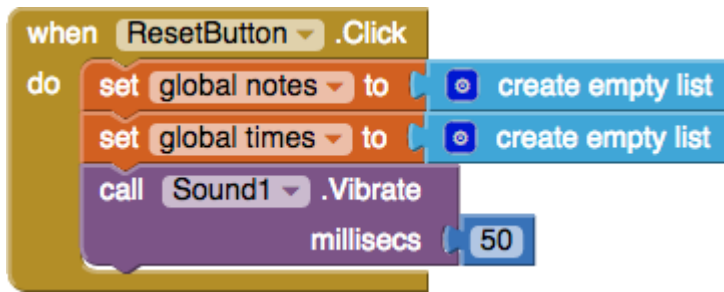 when ResetButton .Click
do set global notes to create empty list
set global times to create empty list
call Sound1 .Vibrate
millisecs 50